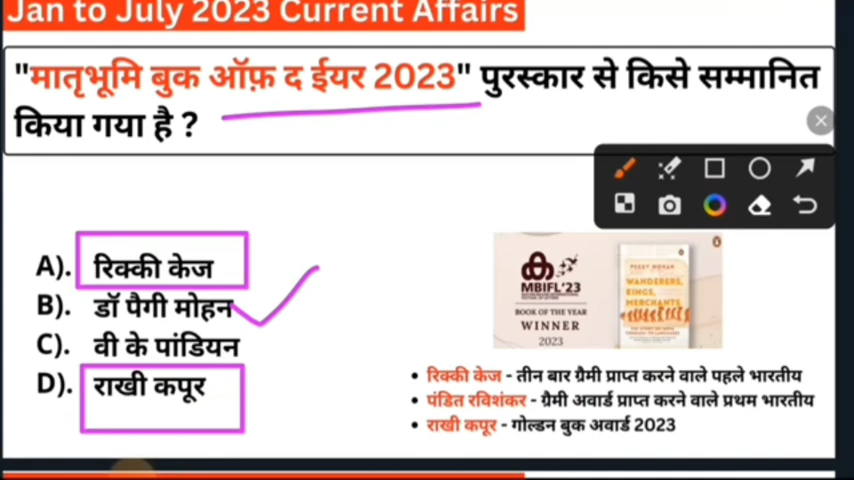 Jan to July 2023 Current Affairs
"मातृभूमि बुक ऑफ़ द ईयर 2023" पुरस्कार से किसे सम्मानित
किया गया है ?
A). रिक्की केज
B). डॉ पैगी मोहन
C). वी के पांडियन
D). राखी कपूर
MBIFL'23
BOOK OF THE YEAR
WINNER
2023
PEGGY MOHAN
WANDERERS,
KINGS,
MERCHANTS
• रिक्की केज - तीन बार ग्रैमी प्राप्त करने वाले पहले भारतीय
• पंडित रविशंकर - ग्रैमी अवार्ड प्राप्त करने वाले प्रथम भारतीय
• राखी कपूर - गोल्डन बुक अवार्ड 2023